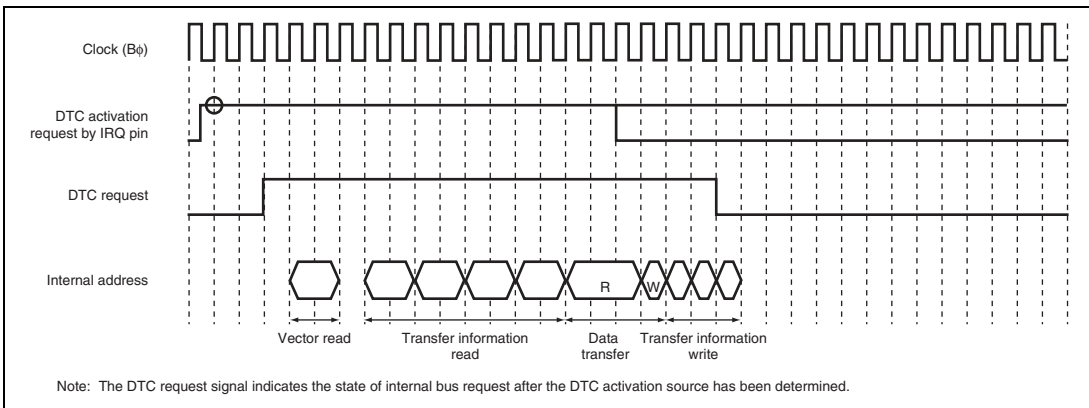 Clock (Bϕ)
DTC activation
request by IRQ pin
DTC request
Internal address
R
W
Vector read
Transfer information
read
Data
transfer
Transfer information
write
Note: The DTC request signal indicates the state of internal bus request after the DTC activation source has been determined.